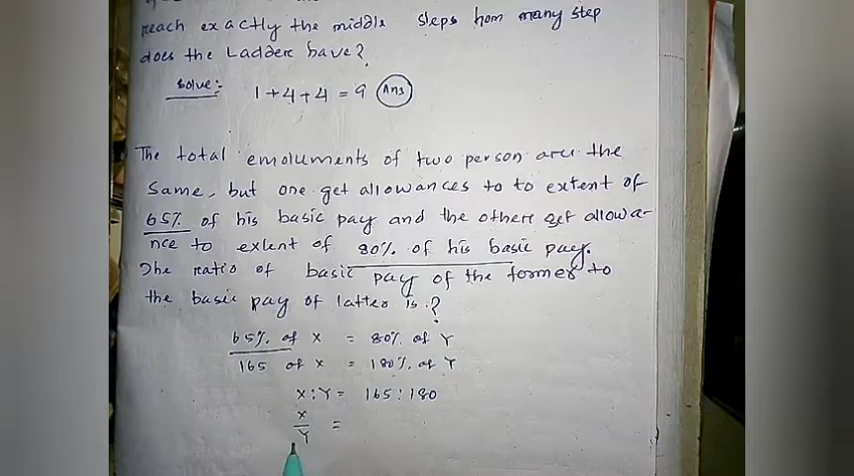 reach exactly the middle steps hom many step
does the Ladder have?
Solve:-
1+4+4 = 9 Ans
The total emoluments of two person are the
same, but one get allowances to to extent of
65% of his basic pay and the others get allowa-
nce to extent of 80% of his basic pay.
The ratio of basic pay of the former to
the basic pay of latter is?
65% of X = 80% of Y
165 of X = 180% of Y
X:Y = 165:180
X/Y =